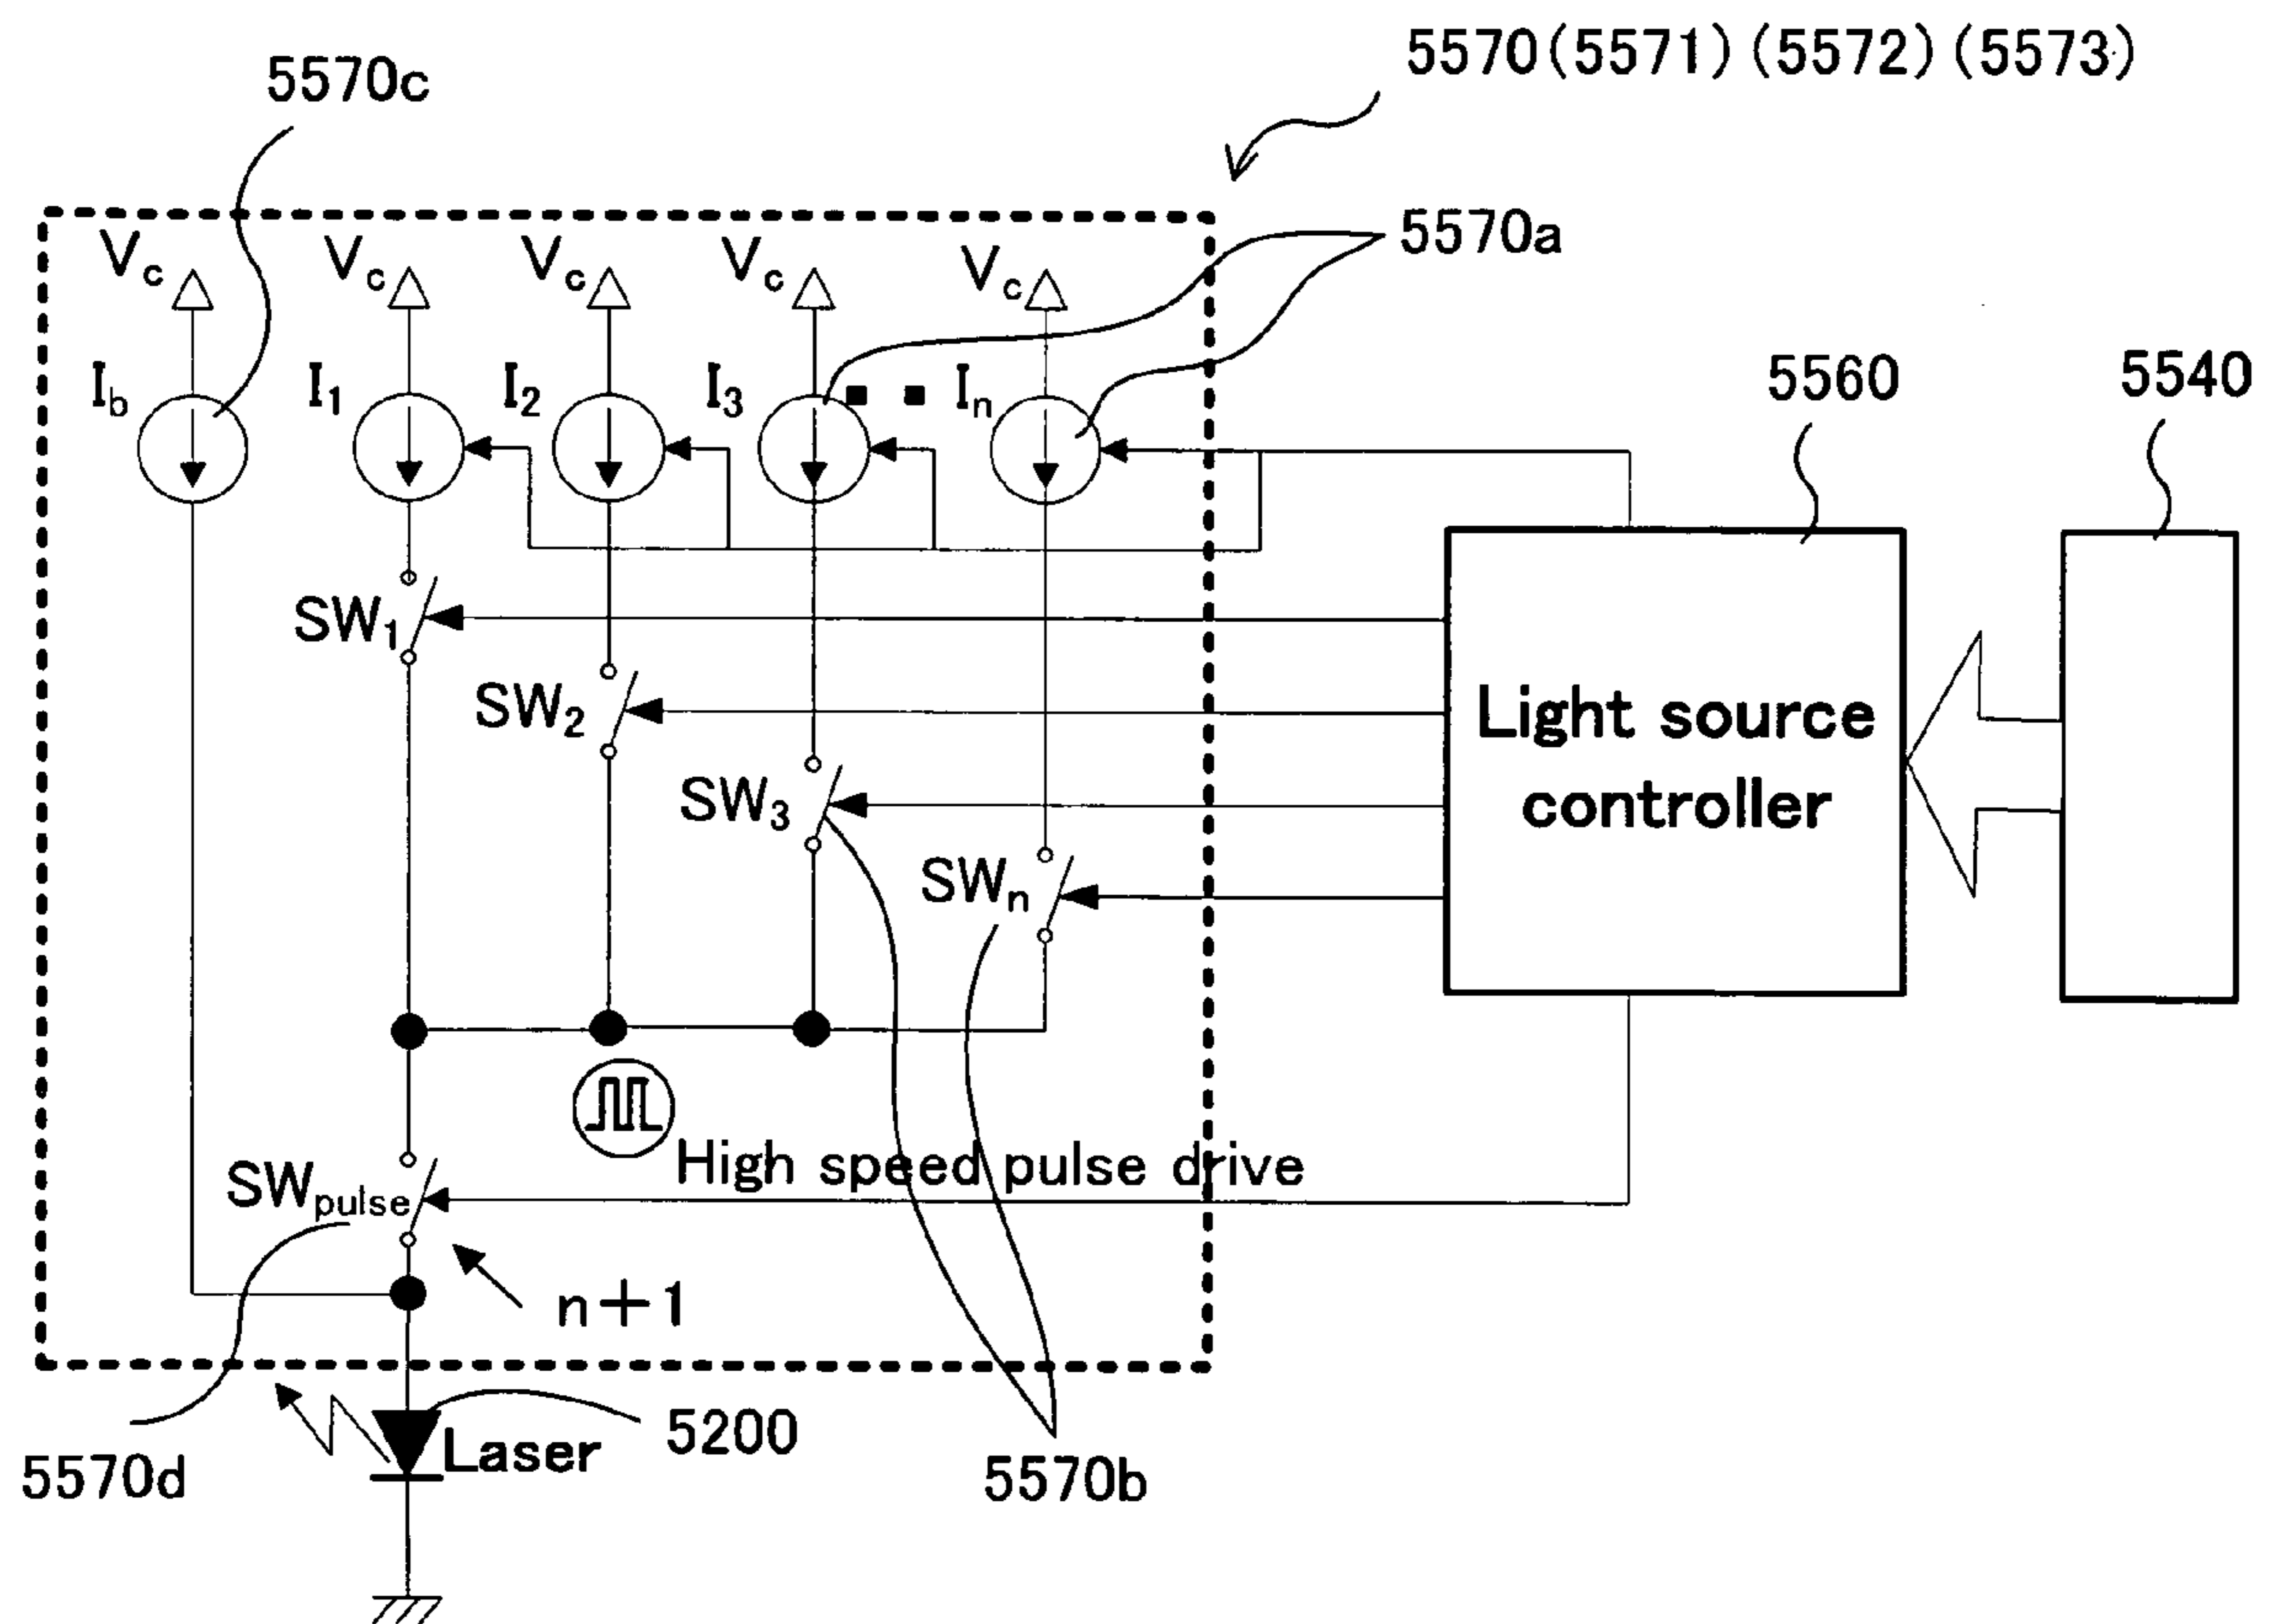 5570(5571)(5572)(5573)
5570c
5570a
Vc Vc Vc Vc Vc
Ib I1 I2 I3 In
5560
5540
SW1
SW2
SW3
SWn
Light source
controller
High speed pulse drive
SWpulse
n+1
Laser
5200
5570d
5570b